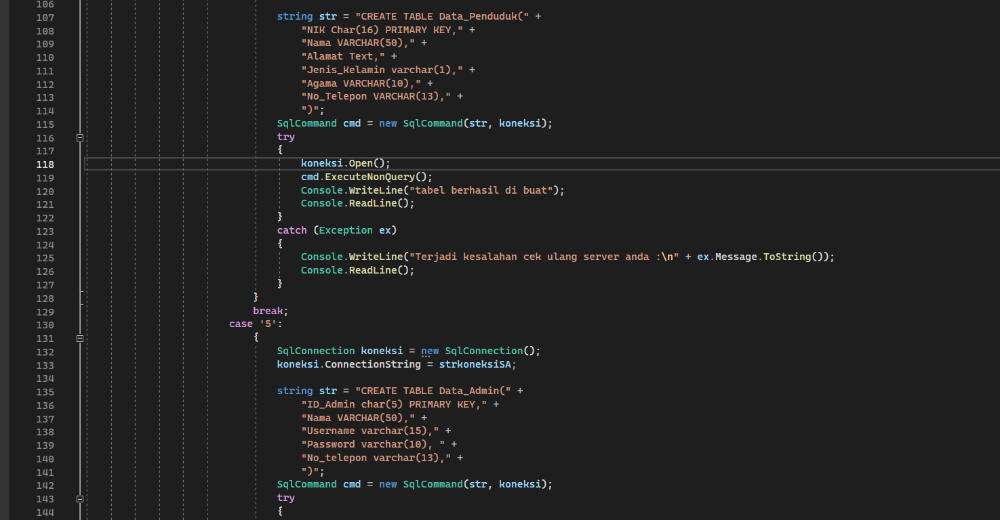 106
107 string str = "CREATE TABLE Data_Penduduk(" +
108 "NIK Char(16) PRIMARY KEY," +
109 "Nama VARCHAR(50)," +
110 "Alamat Text," +
111 "Jenis_Kelamin varchar(1)," +
112 "Agama VARCHAR(10)," +
113 "No_Telepon VARCHAR(13)," +
114 ")";
115 SqlCommand cmd = new SqlCommand(str, koneksi);
116 try
117 {
118 koneksi.Open();
119 cmd.ExecuteNonQuery();
120 Console.WriteLine("tabel berhasil di buat");
121 Console.ReadLine();
122 }
123 catch (Exception ex)
124 {
125 Console.WriteLine("Terjadi kesalahan cek ulang server anda :\n" + ex.Message.ToString());
126 Console.ReadLine();
127 }
128 }
129 break;
130 case '5':
131 {
132 SqlConnection koneksi = new SqlConnection();
133 koneksi.ConnectionString = strkoneksiSA;
134
135 string str = "CREATE TABLE Data_Admin(" +
136 "ID_Admin char(5) PRIMARY KEY," +
137 "Nama VARCHAR(50)," +
138 "Username varchar(15)," +
139 "Password varchar(10), " +
140 "No_telepon varchar(13)," +
141 ")";
142 SqlCommand cmd = new SqlCommand(str, koneksi);
143 try
144 {